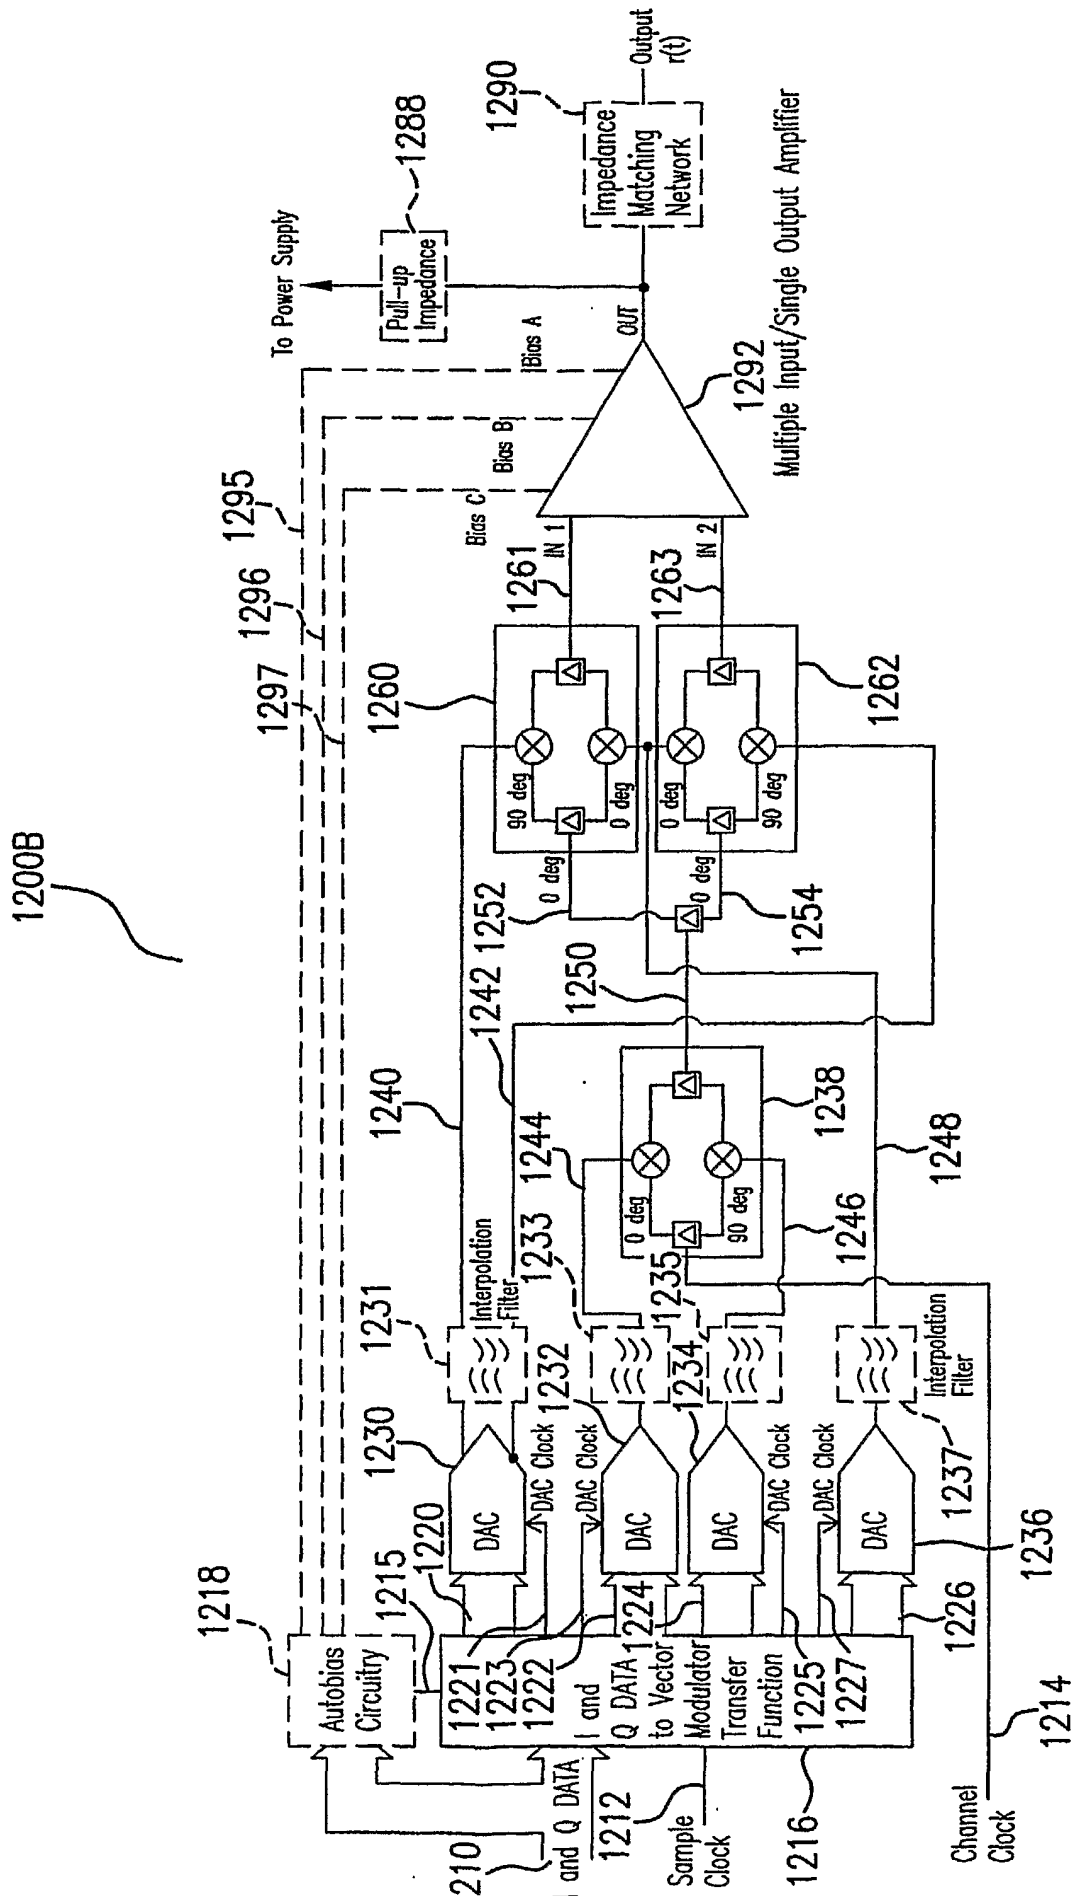 1200B
1297
1296
1295
To Power Supply
1288
Pull-up
Impedance
1290
Impedance
Matching
Network
Output
r(t)
Bias C
Bias B
Bias A
OUT
1292
Multiple Input/Single Output Amplifier
1261
IN 1
1263
IN 2
1260
90 deg
0 deg
1262
0 deg
90 deg
1252
0 deg
1254
0 deg
1250
1240
1242
1244
0 deg
90 deg
1238
1246
1248
1231
Interpolation
Filter
1233
1235
1237
Interpolation
Filter
1230
DAC
DAC Clock
1232
DAC
DAC Clock
1234
DAC
DAC Clock
1236
DAC
DAC Clock
1218
Autobias
Circuitry
1215
1220
1221
1223
1222
1224
1225
1227
1226
I and
Q DATA
to Vector
Modulator
Transfer
Function
1216
210
and Q DATA
1212
Sample
Clock
Channel
Clock
1214